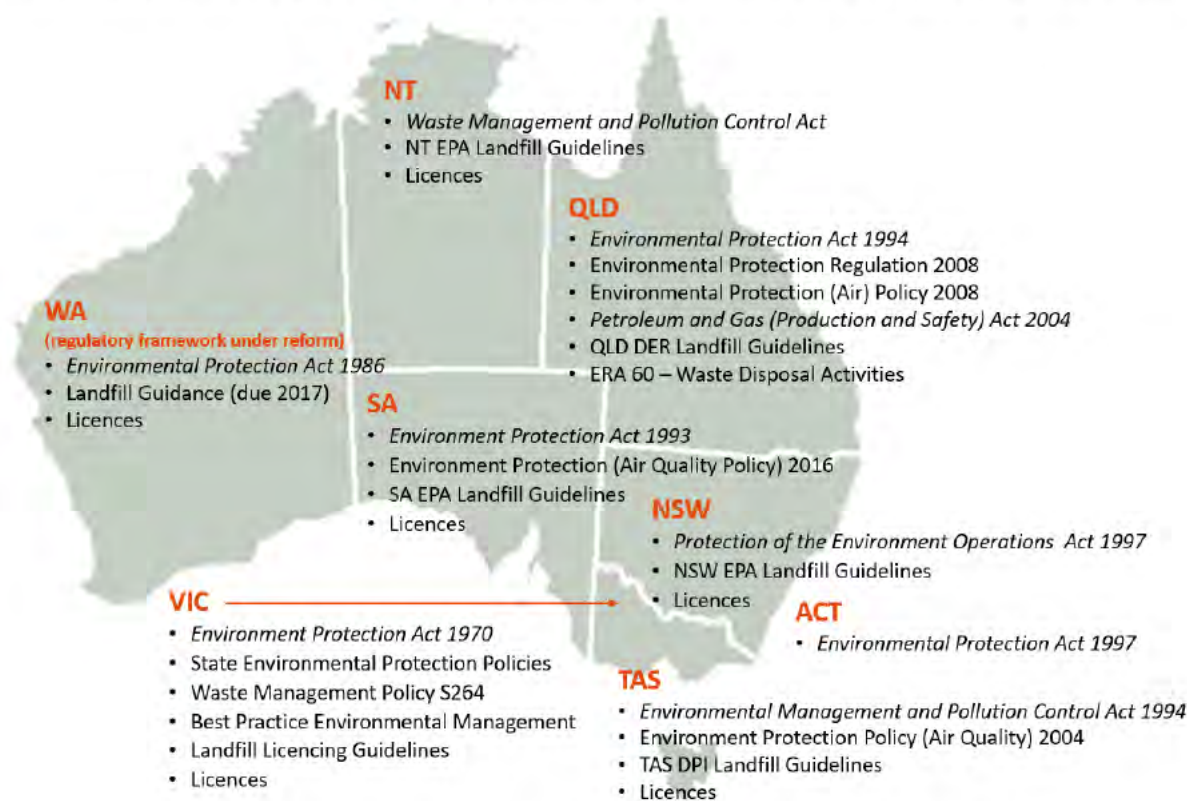 NT
• Waste Management and Pollution Control Act
• NT EPA Landfill Guidelines
• Licences
QLD
• Environmental Protection Act 1994
• Environmental Protection Regulation 2008
• Environmental Protection (Air) Policy 2008
• Petroleum and Gas (Production and Safety) Act 2004
• QLD DER Landfill Guidelines
• ERA 60 – Waste Disposal Activities
WA
(regulatory framework under reform)
• Environmental Protection Act 1986
• Landfill Guidance (due 2017)
• Licences
SA
• Environment Protection Act 1993
• Environment Protection (Air Quality Policy) 2016
• SA EPA Landfill Guidelines
• Licences
NSW
• Protection of the Environment Operations Act 1997
• NSW EPA Landfill Guidelines
• Licences
VIC
• Environment Protection Act 1970
• State Environmental Protection Policies
• Waste Management Policy S264
• Best Practice Environmental Management
• Landfill Licencing Guidelines
• Licences
ACT
• Environmental Protection Act 1997
TAS
• Environmental Management and Pollution Control Act 1994
• Environment Protection Policy (Air Quality) 2004
• TAS DPI Landfill Guidelines
• Licences